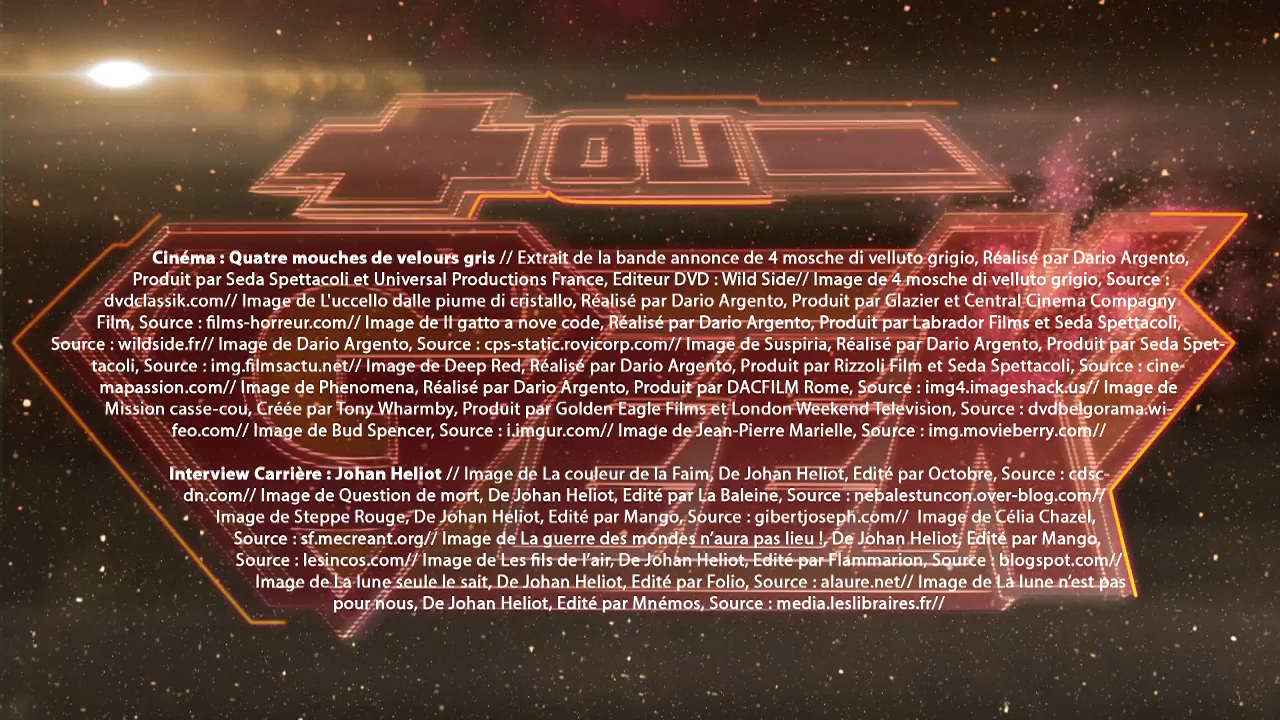 + ou -
GEEK
Cinéma : Quatre mouches de velours gris // Extrait de la bande annonce de 4 mosche di velluto grigio, Réalisé par Dario Argento,
Produit par Seda Spettacoli et Universal Productions France, Editeur DVD : Wild Side// Image de 4 mosche di velluto grigio, Source :
dvdclassik.com// Image de L'uccello dalle piume di cristallo, Réalisé par Dario Argento, Produit par Glazier et Central Cinema Compagny
Film, Source : films-horreur.com// Image de Il gatto a nove code, Réalisé par Dario Argento, Produit par Labrador Films et Seda Spettacoli,
Source : wildside.fr// Image de Dario Argento, Source : cps-static.rovicorp.com// Image de Suspiria, Réalisé par Dario Argento, Produit par Seda Spet-
tacoli, Source : img.filmsactu.net// Image de Deep Red, Réalisé par Dario Argento, Produit par Rizzoli Film et Seda Spettacoli, Source : cine-
mapassion.com// Image de Phenomena, Réalisé par Dario Argento, Produit par DACFILM Rome, Source : img4.imageshack.us// Image de
Mission casse-cou, Créée par Tony Wharmby, Produit par Golden Eagle Films et London Weekend Television, Source : dvdbelgorama.wi-
feo.com// Image de Bud Spencer, Source : i.imgur.com// Image de Jean-Pierre Marielle, Source : img.movieberry.com//
Interview Carrière : Johan Heliot // Image de La couleur de la Faim, De Johan Heliot, Edité par Octobre, Source : cdsc-
dn.com// Image de Question de mort, De Johan Heliot, Edité par La Baleine, Source : nebalestuncon.over-blog.com//
Image de Steppe Rouge, De Johan Heliot, Edité par Mango, Source : gibertjoseph.com// Image de Célia Chazel,
Source : sf.mecreant.org// Image de La guerre des mondes n'aura pas lieu !, De Johan Heliot, Edité par Mango,
Source : lesincos.com// Image de Les fils de l'air, De Johan Heliot, Edité par Flammarion, Source : blogspot.com//
Image de La lune seule le sait, De Johan Heliot, Edité par Folio, Source : alaure.net// Image de La lune n'est pas
pour nous, De Johan Heliot, Edité par Mnémos, Source : media.leslibraires.fr//